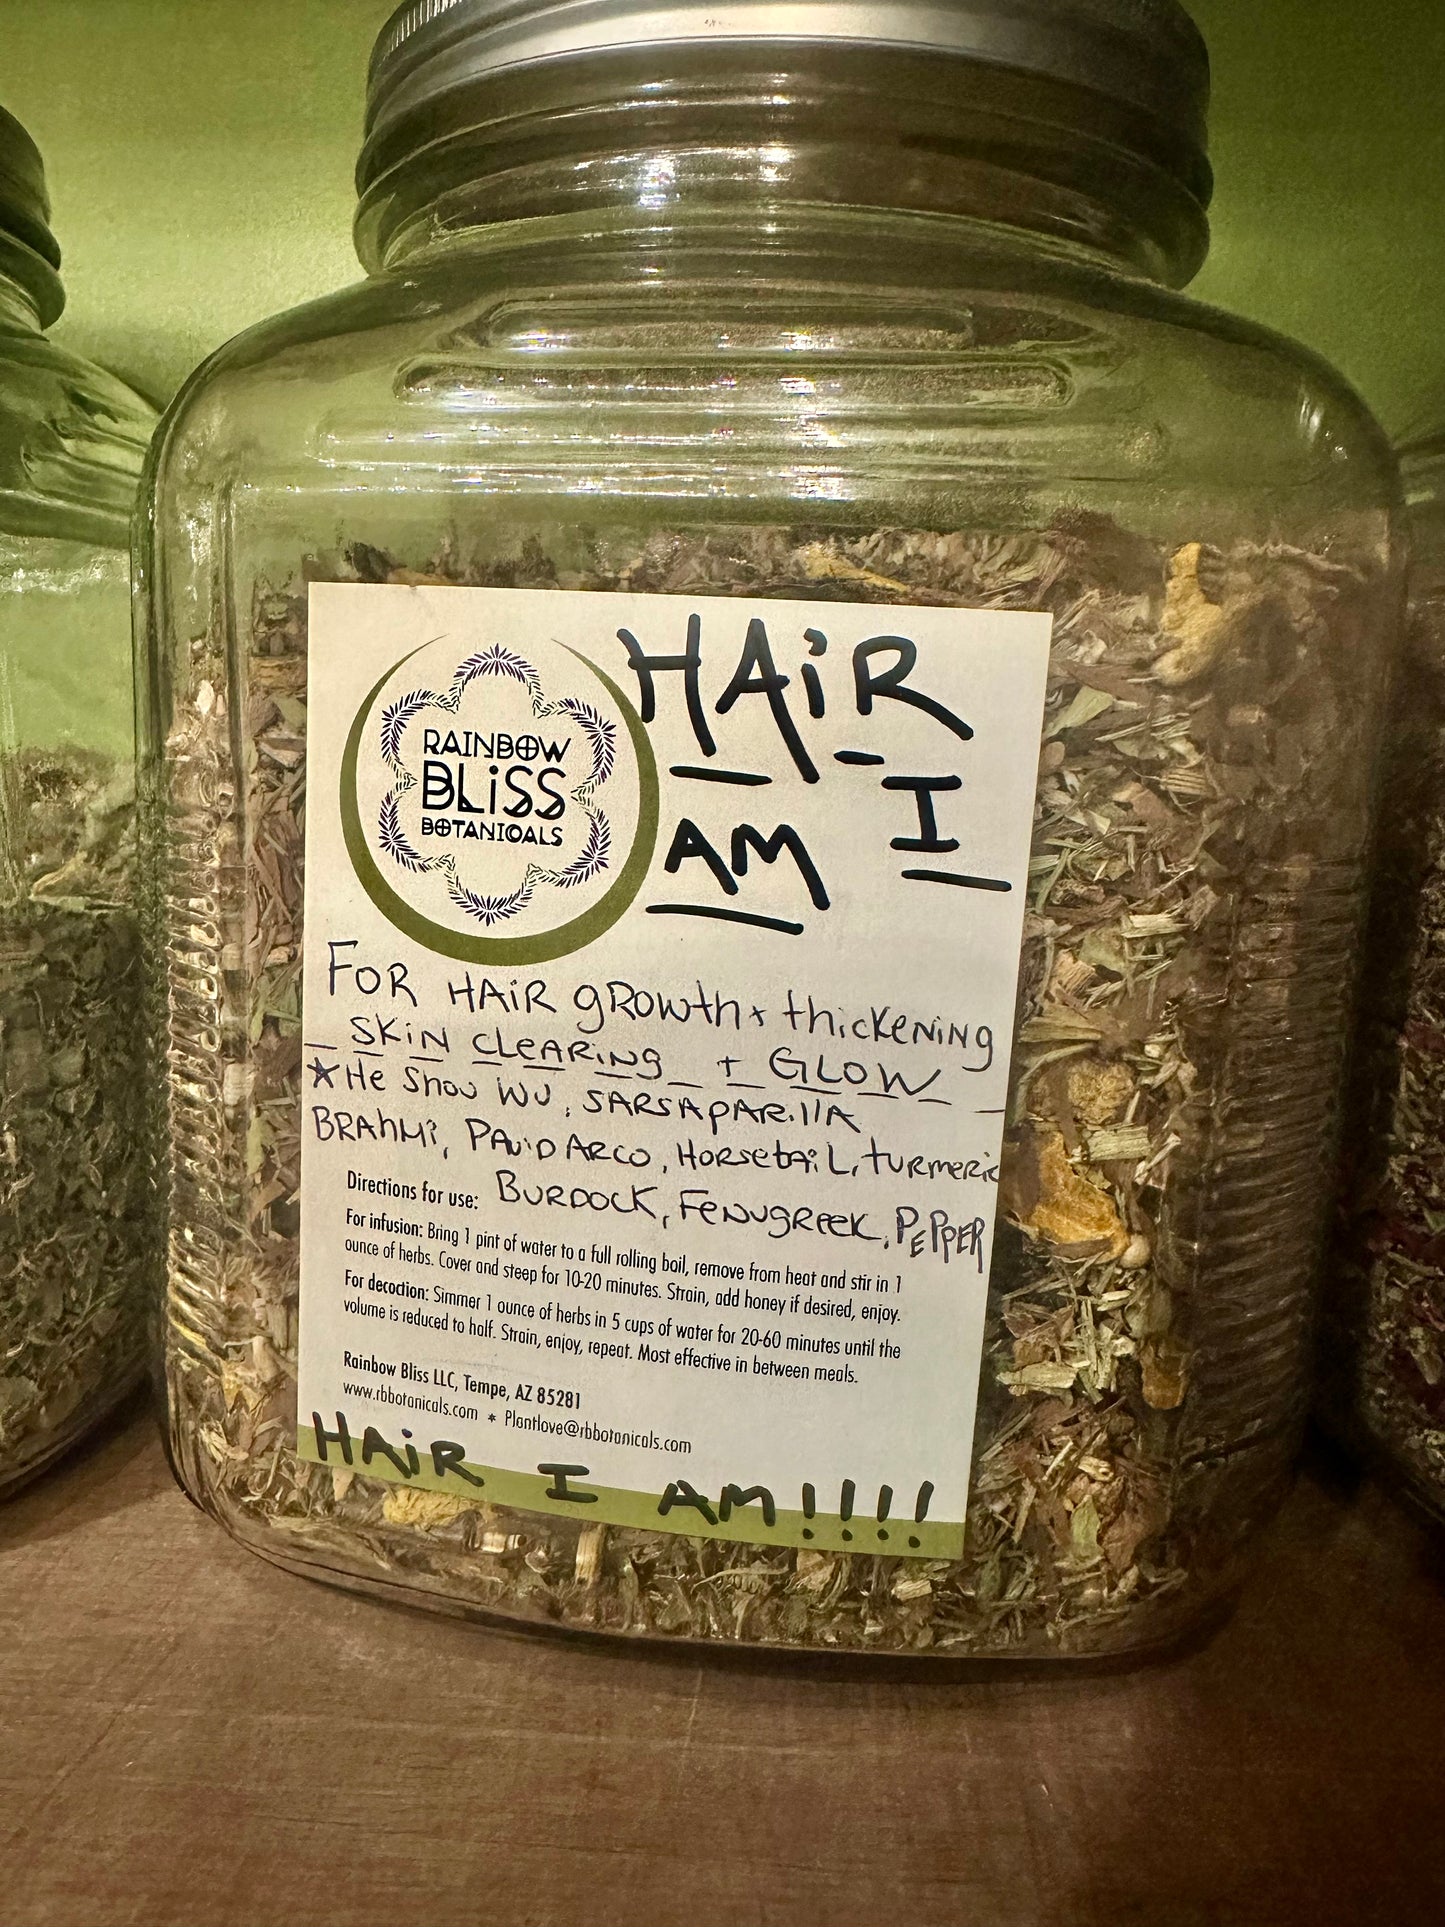 RAINBOW
BLiSS
BOTANICALS
HAiR
I
AM
FOR HAiR gROWth + thicKENiNG
SKiN CLEARiNG + GLOW
★He Shou WU, SARSAPARillA
BRAhMi, PAU D ARCO, HORSEtAiL, tURmERic
Directions for use: BURDOCK, FENUGREEK, PEPPER
For infusion: Bring 1 pint of water to a full rolling boil, remove from heat and stir in 1
ounce of herbs. Cover and steep for 10-20 minutes. Strain, add honey if desired, enjoy.
For decoction: Simmer 1 ounce of herbs in 5 cups of water for 20-60 minutes until the
volume is reduced to half. Strain, enjoy, repeat. Most effective in between meals.
Rainbow Bliss LLC, Tempe, AZ 85281
www.rbbotanicals.com ★ Plantlove@rbbotanicals.com
HAiR I AM!!!!